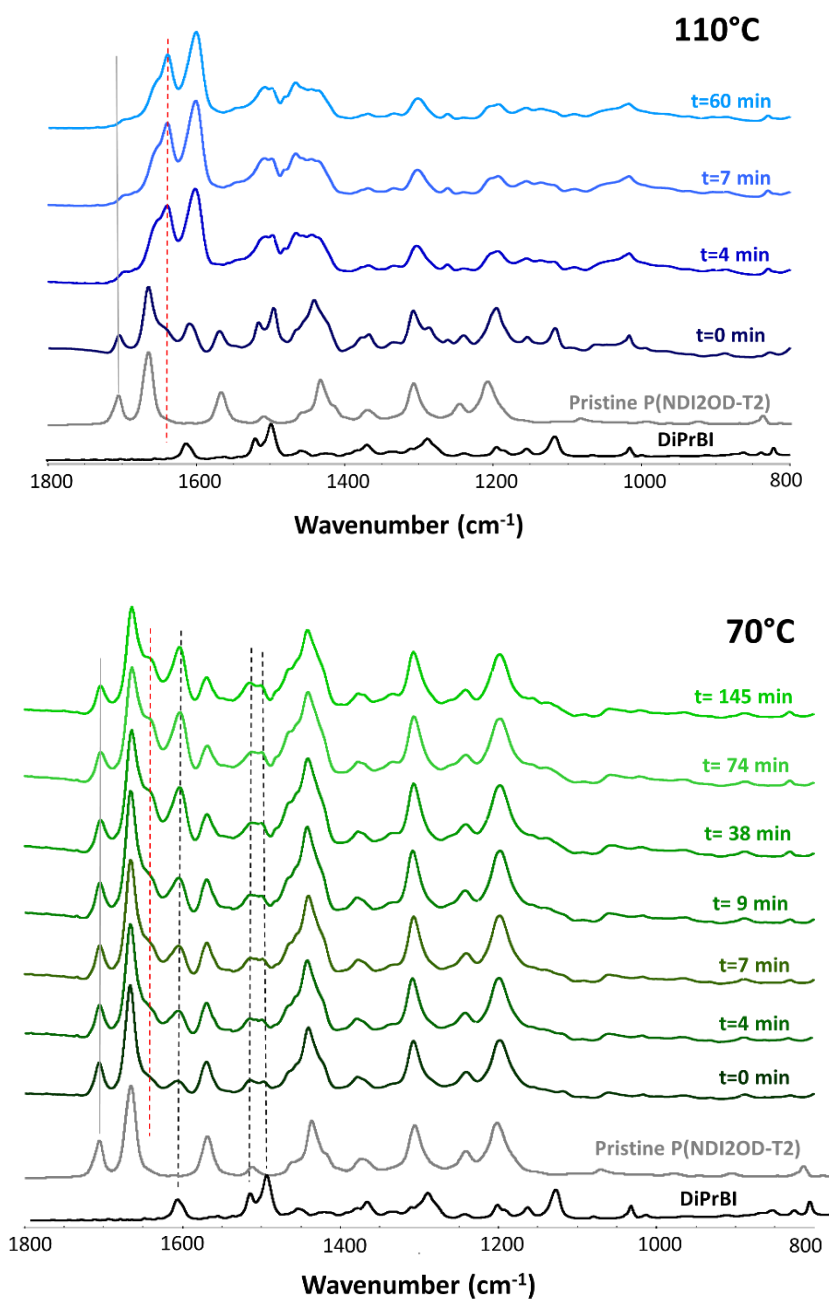 110°C
t=60 min
t=7 min
t=4 min
t=0 min
Pristine P(NDI2OD-T2)
DiPrBI
1800 1600 1400 1200 1000 800
Wavenumber (cm⁻¹)
70°C
t= 145 min
t= 74 min
t= 38 min
t= 9 min
t=7 min
t=4 min
t=0 min
Pristine P(NDI2OD-T2)
DiPrBI
1800 1600 1400 1200 1000 800
Wavenumber (cm⁻¹)